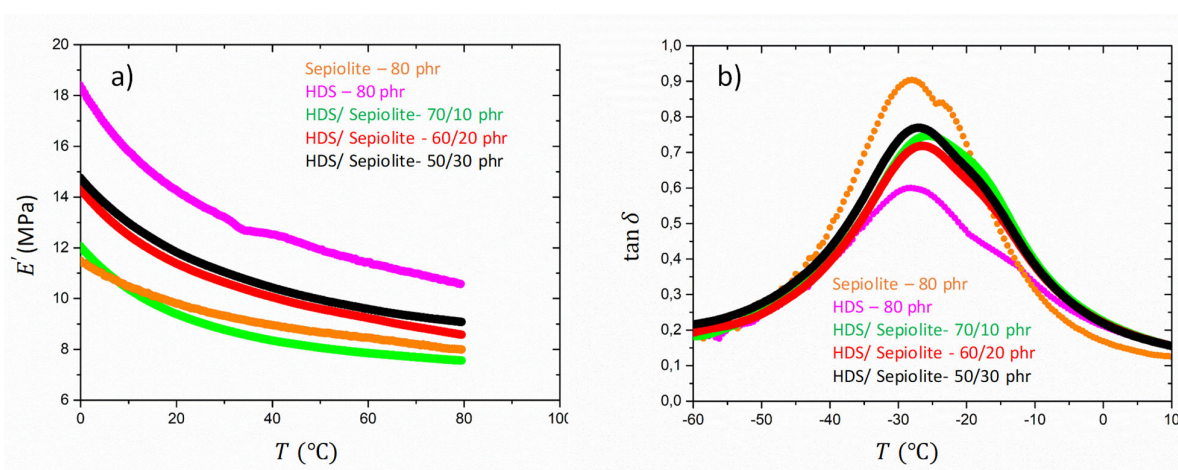 a)
Sepiolite – 80 phr
HDS – 80 phr
HDS/ Sepiolite- 70/10 phr
HDS/ Sepiolite - 60/20 phr
HDS/ Sepiolite- 50/30 phr
20
18
16
14
12
10
8
6
E′ (MPa)
0 20 40 60 80 100
T (°C)
b)
1,0
0,9
0,8
0,7
0,6
0,5
0,4
0,3
0,2
0,1
0,0
tan δ
Sepiolite – 80 phr
HDS – 80 phr
HDS/ Sepiolite- 70/10 phr
HDS/ Sepiolite - 60/20 phr
HDS/ Sepiolite- 50/30 phr
-60 -50 -40 -30 -20 -10 0 10
T (°C)